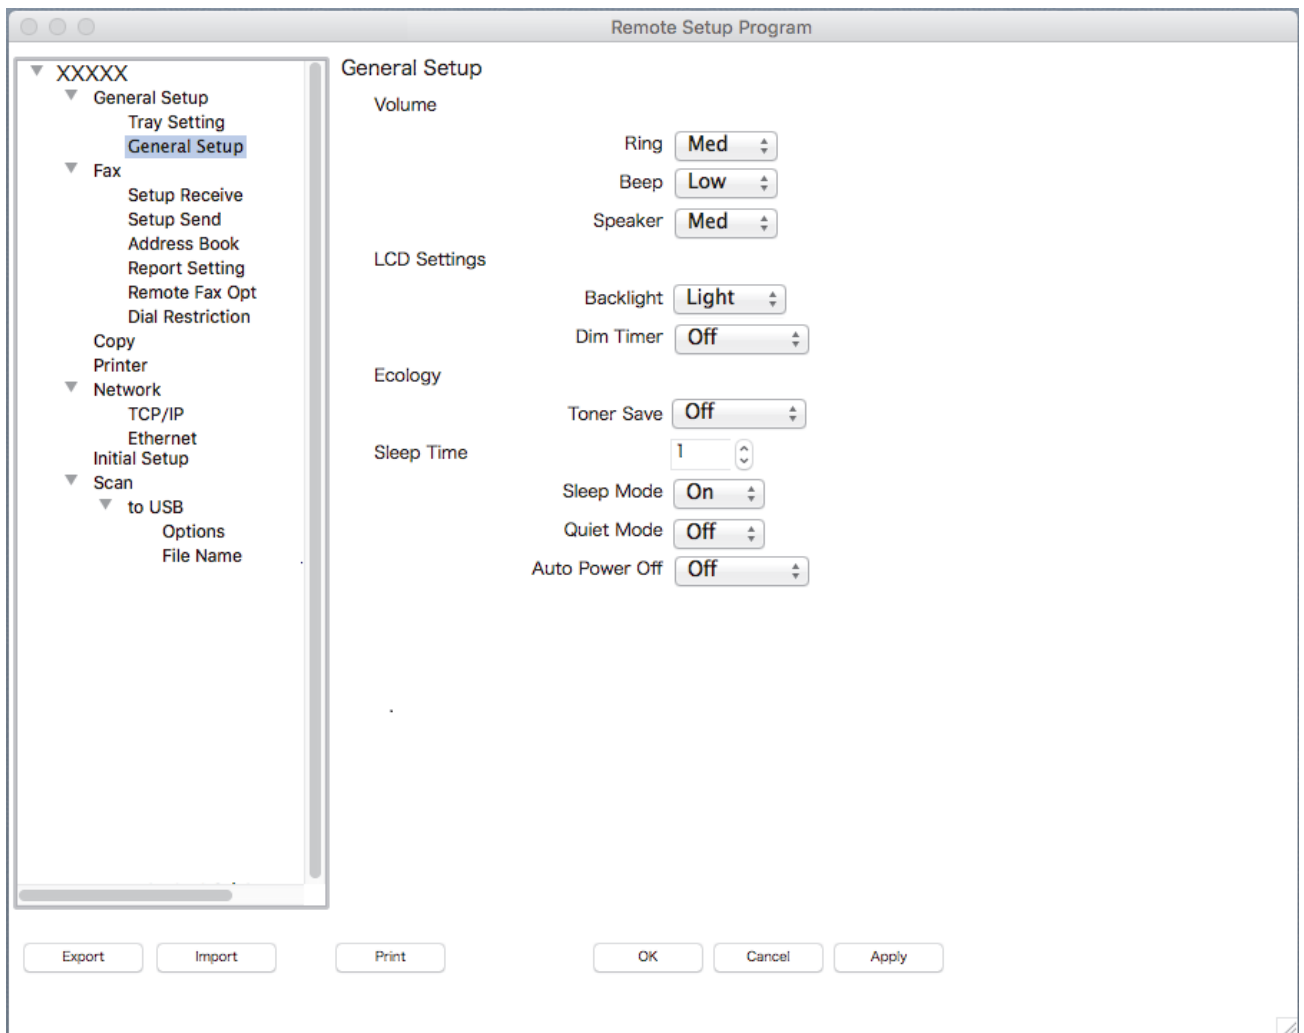 Remote Setup Program
XXXXX
General Setup
Tray Setting
General Setup
Fax
Setup Receive
Setup Send
Address Book
Report Setting
Remote Fax Opt
Dial Restriction
Copy
Printer
Network
TCP/IP
Ethernet
Initial Setup
Scan
to USB
Options
File Name
General Setup
Volume
Ring Med
Beep Low
Speaker Med
LCD Settings
Backlight Light
Dim Timer Off
Ecology
Toner Save Off
Sleep Time 1
Sleep Mode On
Quiet Mode Off
Auto Power Off Off
Export Import Print OK Cancel Apply